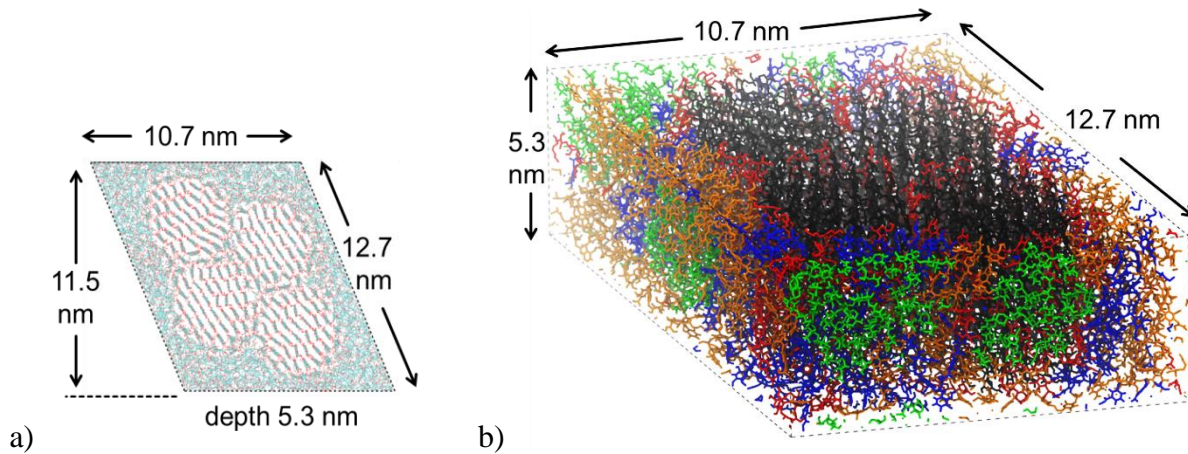 10.7 nm
11.5
nm
12.7
nm
depth 5.3 nm
a)
10.7 nm
5.3
nm
12.7 nm
b)